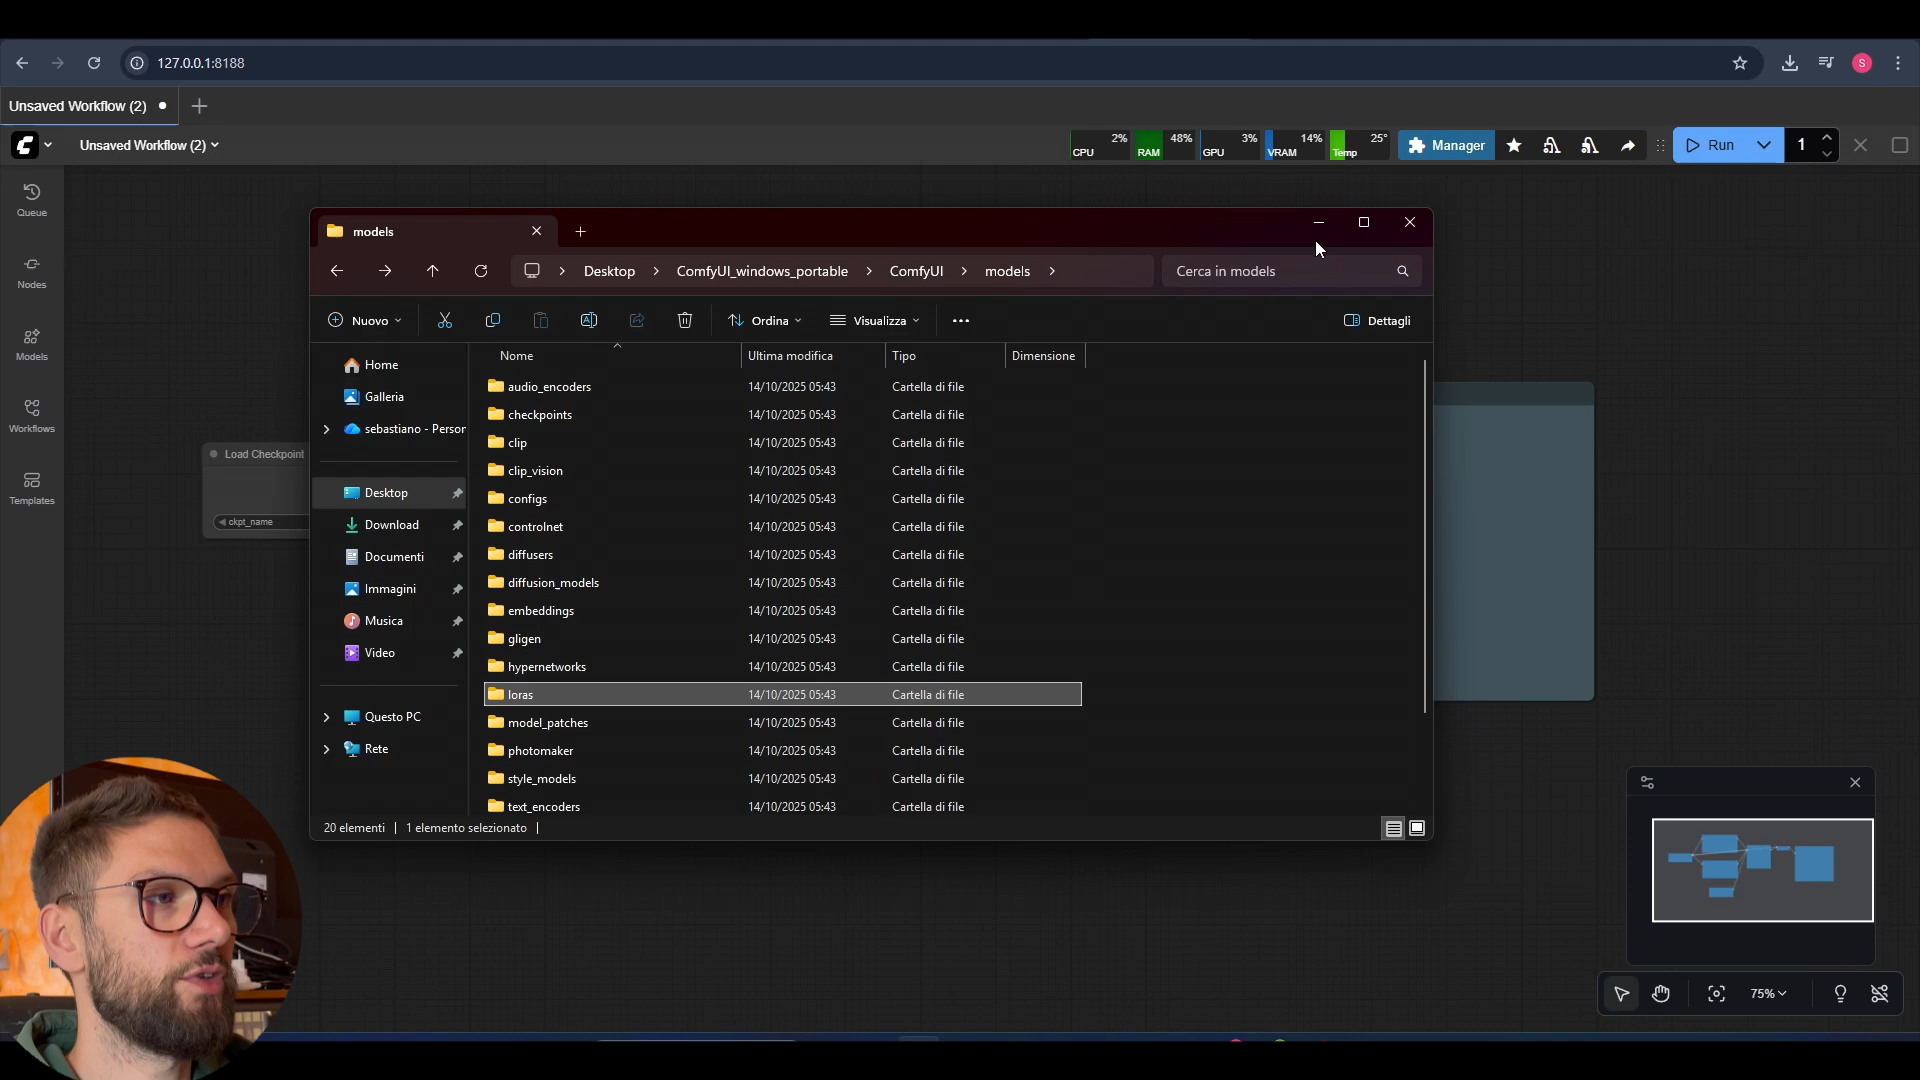 127.0.0.1:8188
S
Unsaved Workflow (2)
Unsaved Workflow (2)
CPU 2%
RAM 48%
GPU 3%
VRAM 14%
Temp 25°
Manager
Run
1
Queue
Nodes
Models
Workflows
Templates
Load Checkpoint
ckpt_name
models
Desktop
ComfyUI_windows_portable
ComfyUI
models
Cerca in models
Nuovo
Ordina
Visualizza
Dettagli
Home
Galleria
sebastiano - Person
Desktop
Download
Documenti
Immagini
Musica
Video
Questo PC
Rete
Nome Ultima modifica Tipo Dimensione
audio_encoders 14/10/2025 05:43 Cartella di file
checkpoints 14/10/2025 05:43 Cartella di file
clip 14/10/2025 05:43 Cartella di file
clip_vision 14/10/2025 05:43 Cartella di file
configs 14/10/2025 05:43 Cartella di file
controlnet 14/10/2025 05:43 Cartella di file
diffusers 14/10/2025 05:43 Cartella di file
diffusion_models 14/10/2025 05:43 Cartella di file
embeddings 14/10/2025 05:43 Cartella di file
gligen 14/10/2025 05:43 Cartella di file
hypernetworks 14/10/2025 05:43 Cartella di file
loras 14/10/2025 05:43 Cartella di file
model_patches 14/10/2025 05:43 Cartella di file
photomaker 14/10/2025 05:43 Cartella di file
style_models 14/10/2025 05:43 Cartella di file
text_encoders 14/10/2025 05:43 Cartella di file
20 elementi
1 elemento selezionato
75%